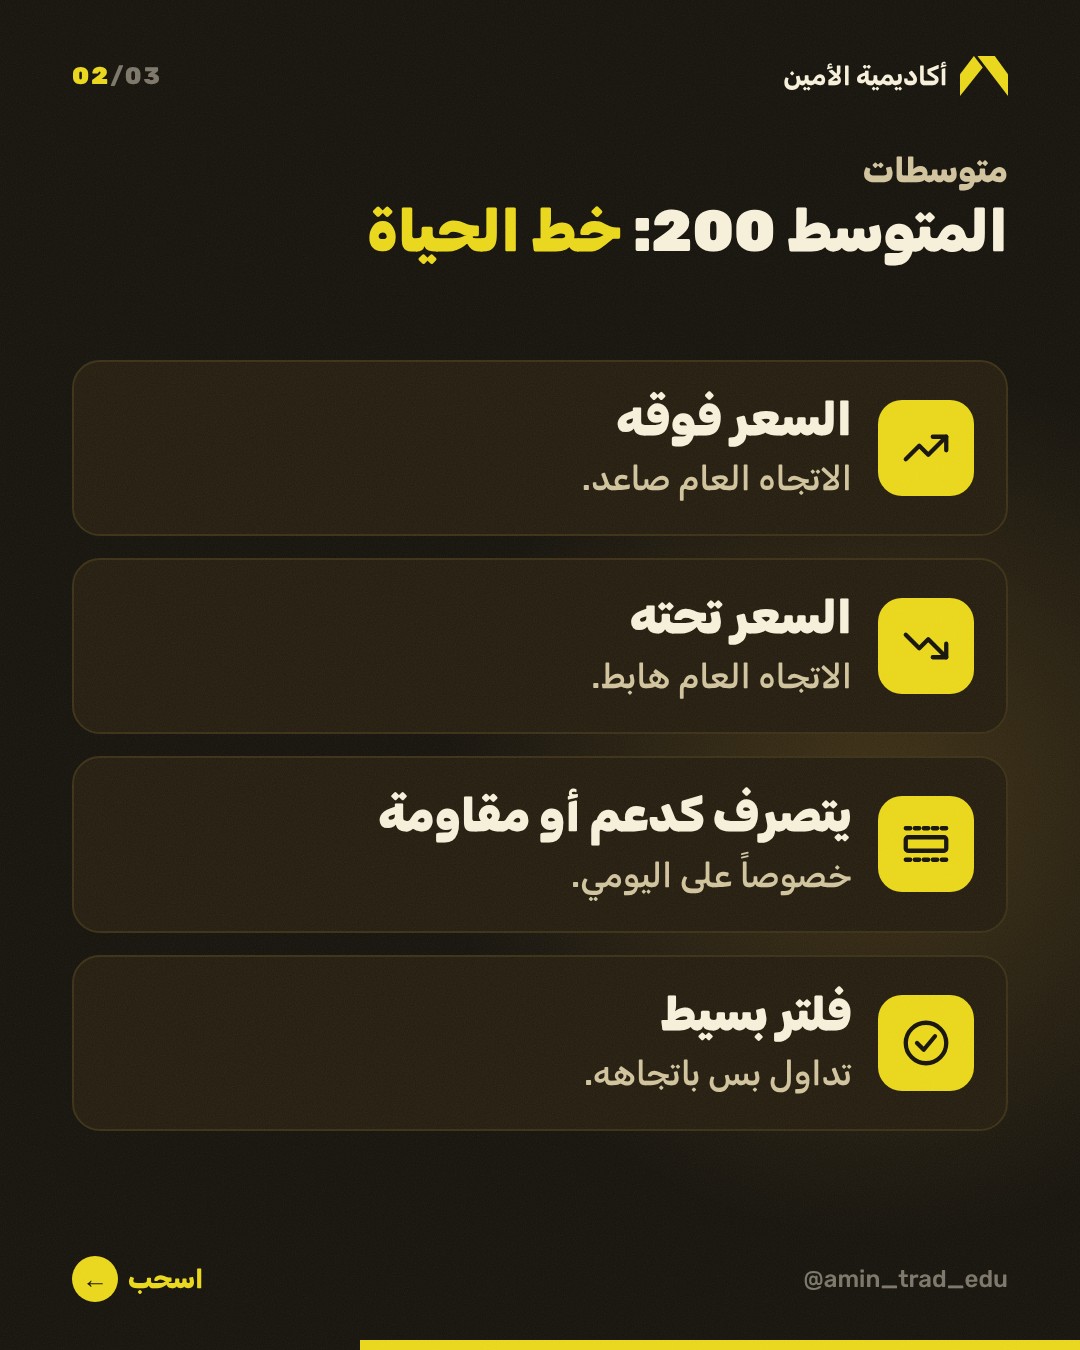 أكاديمية الأمين
02/03
متوسطات
المتوسط 200: خط الحياة
السعر فوقه
الاتجاه العام صاعد.
السعر تحته
الاتجاه العام هابط.
يتصرف كدعم أو مقاومة
خصوصاً على اليومي.
فلتر بسيط
تداول بس باتجاهه.
@amin_trad_edu
اسحب ←